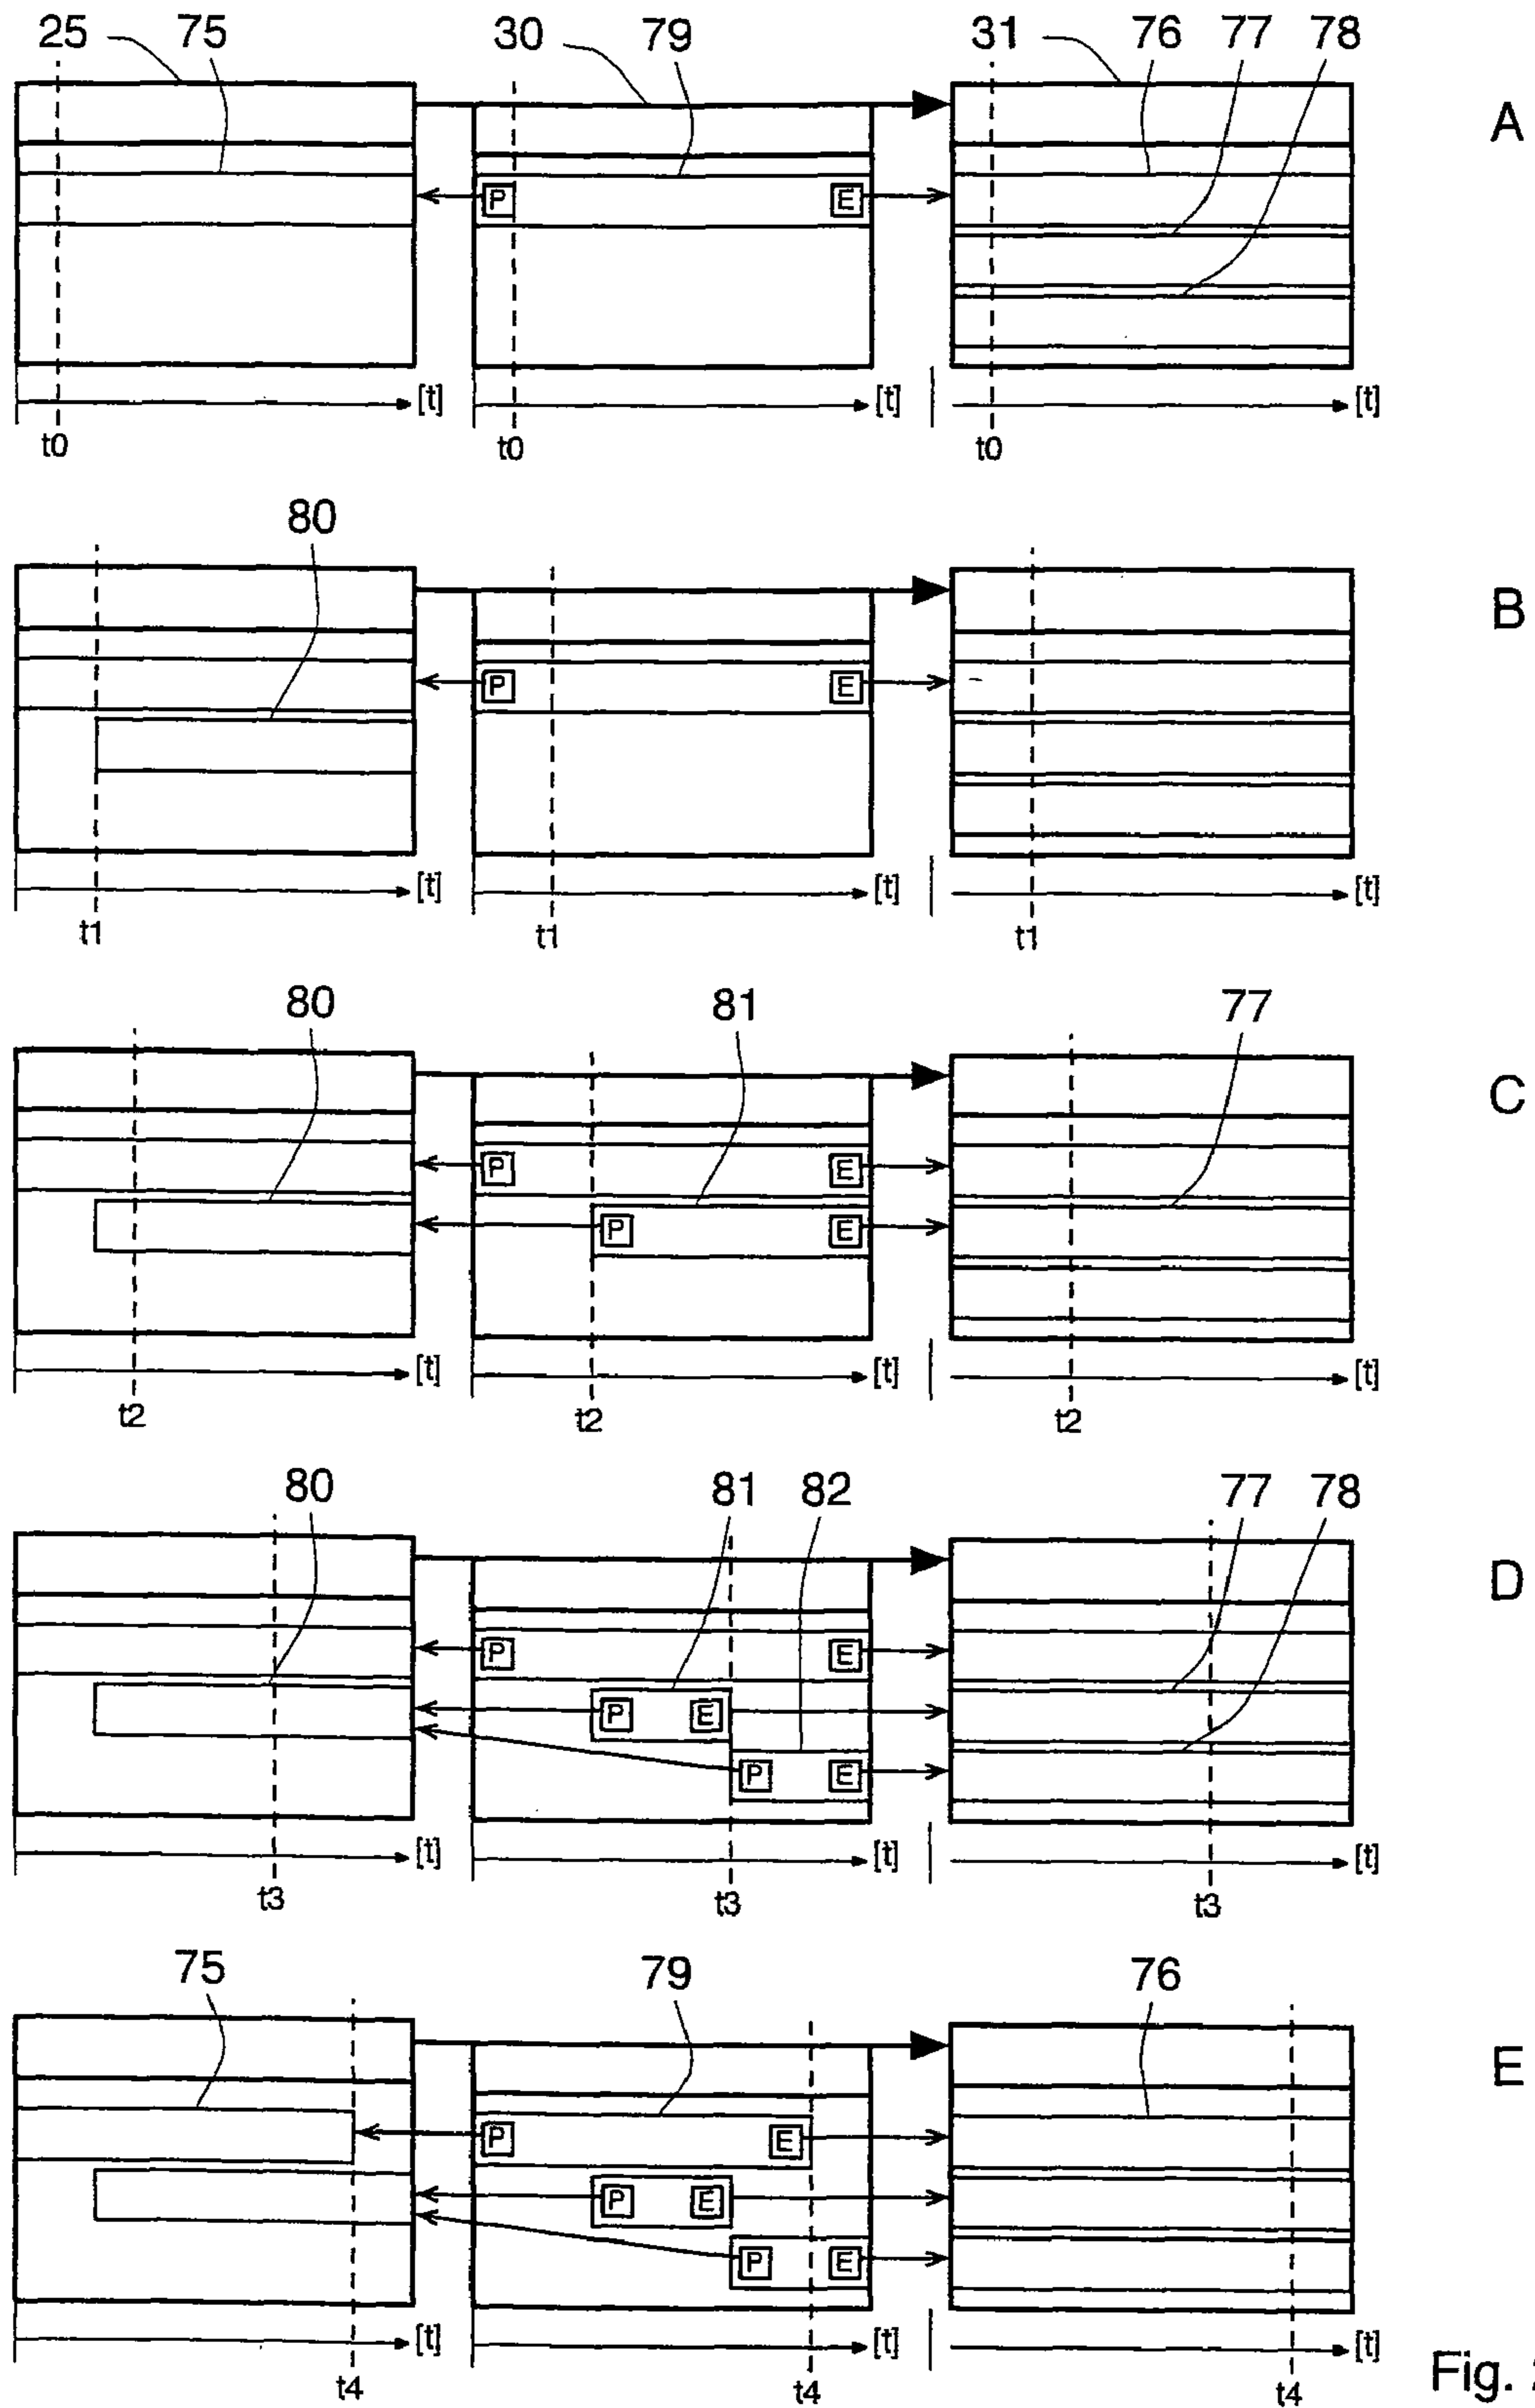 25 75 30 79 31 76 77 78
A
P E
[t] [t] [t]
t0 t0 t0
80
B
P E
[t] [t] [t]
t1 t1 t1
80 81 77
C
P E
P E
[t] [t] [t]
t2 t2 t2
80 81 82 77 78
D
P E
P E
P E
[t] [t] [t]
t3 t3 t3
75 79 76
E
P E
P E
P E
[t] [t] [t]
t4 t4 t4
Fig.